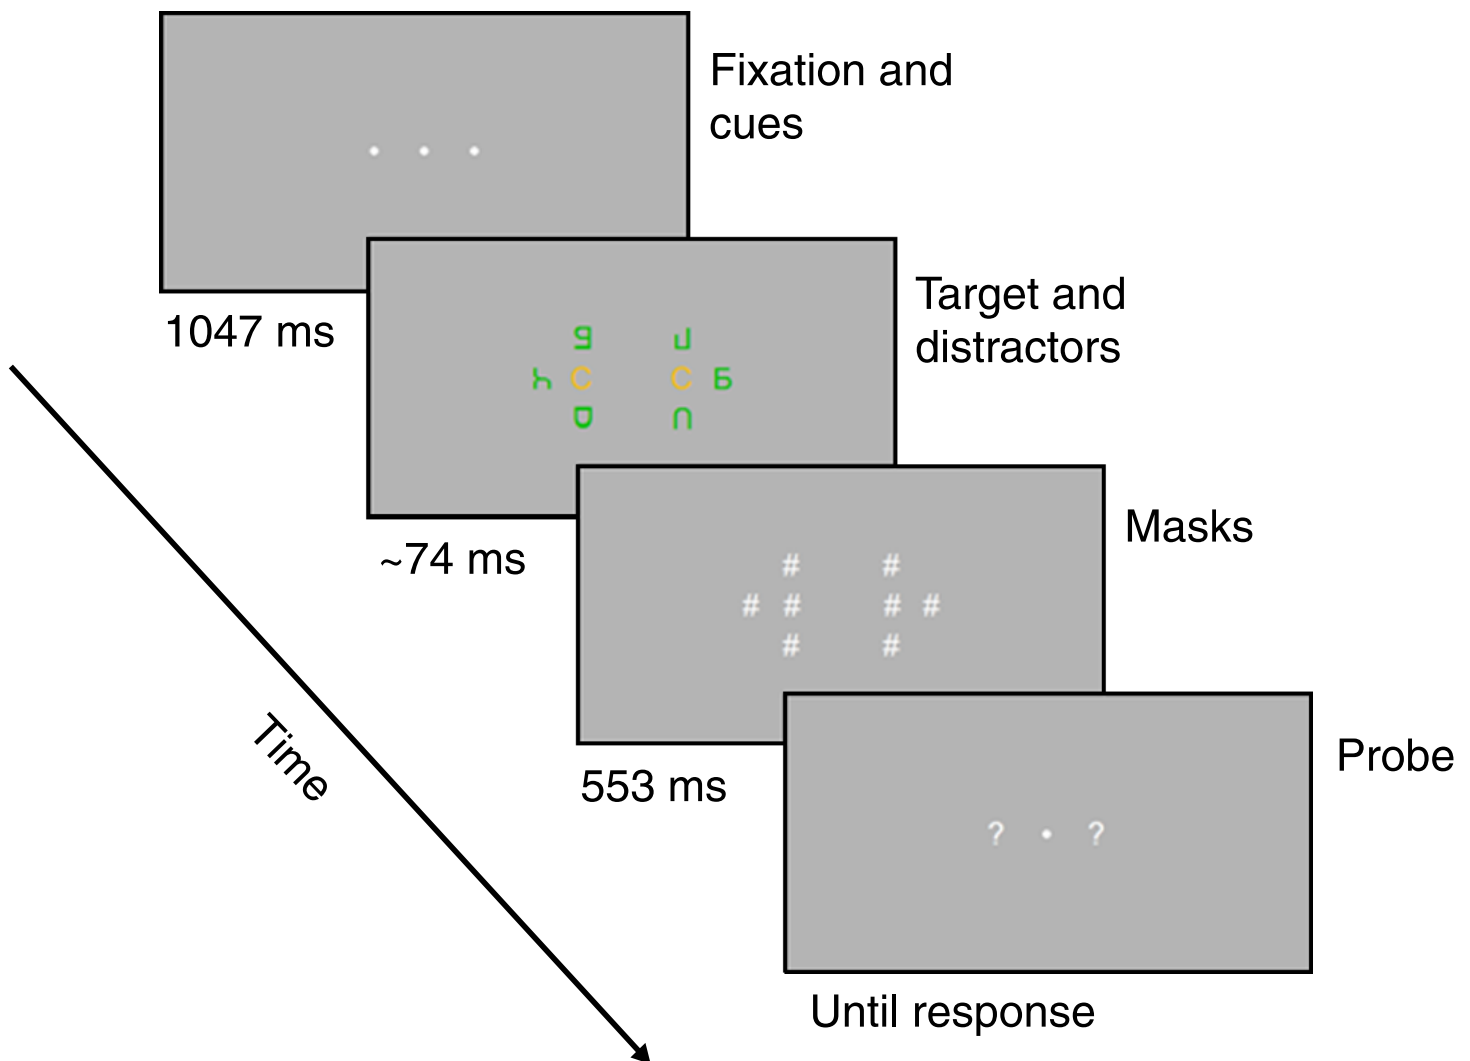 Fixation and
cues
1047 ms
Target and
distractors
C C
~74 ms
Masks
# #
# # # #
# #
553 ms
Probe
? • ?
Until response
Time